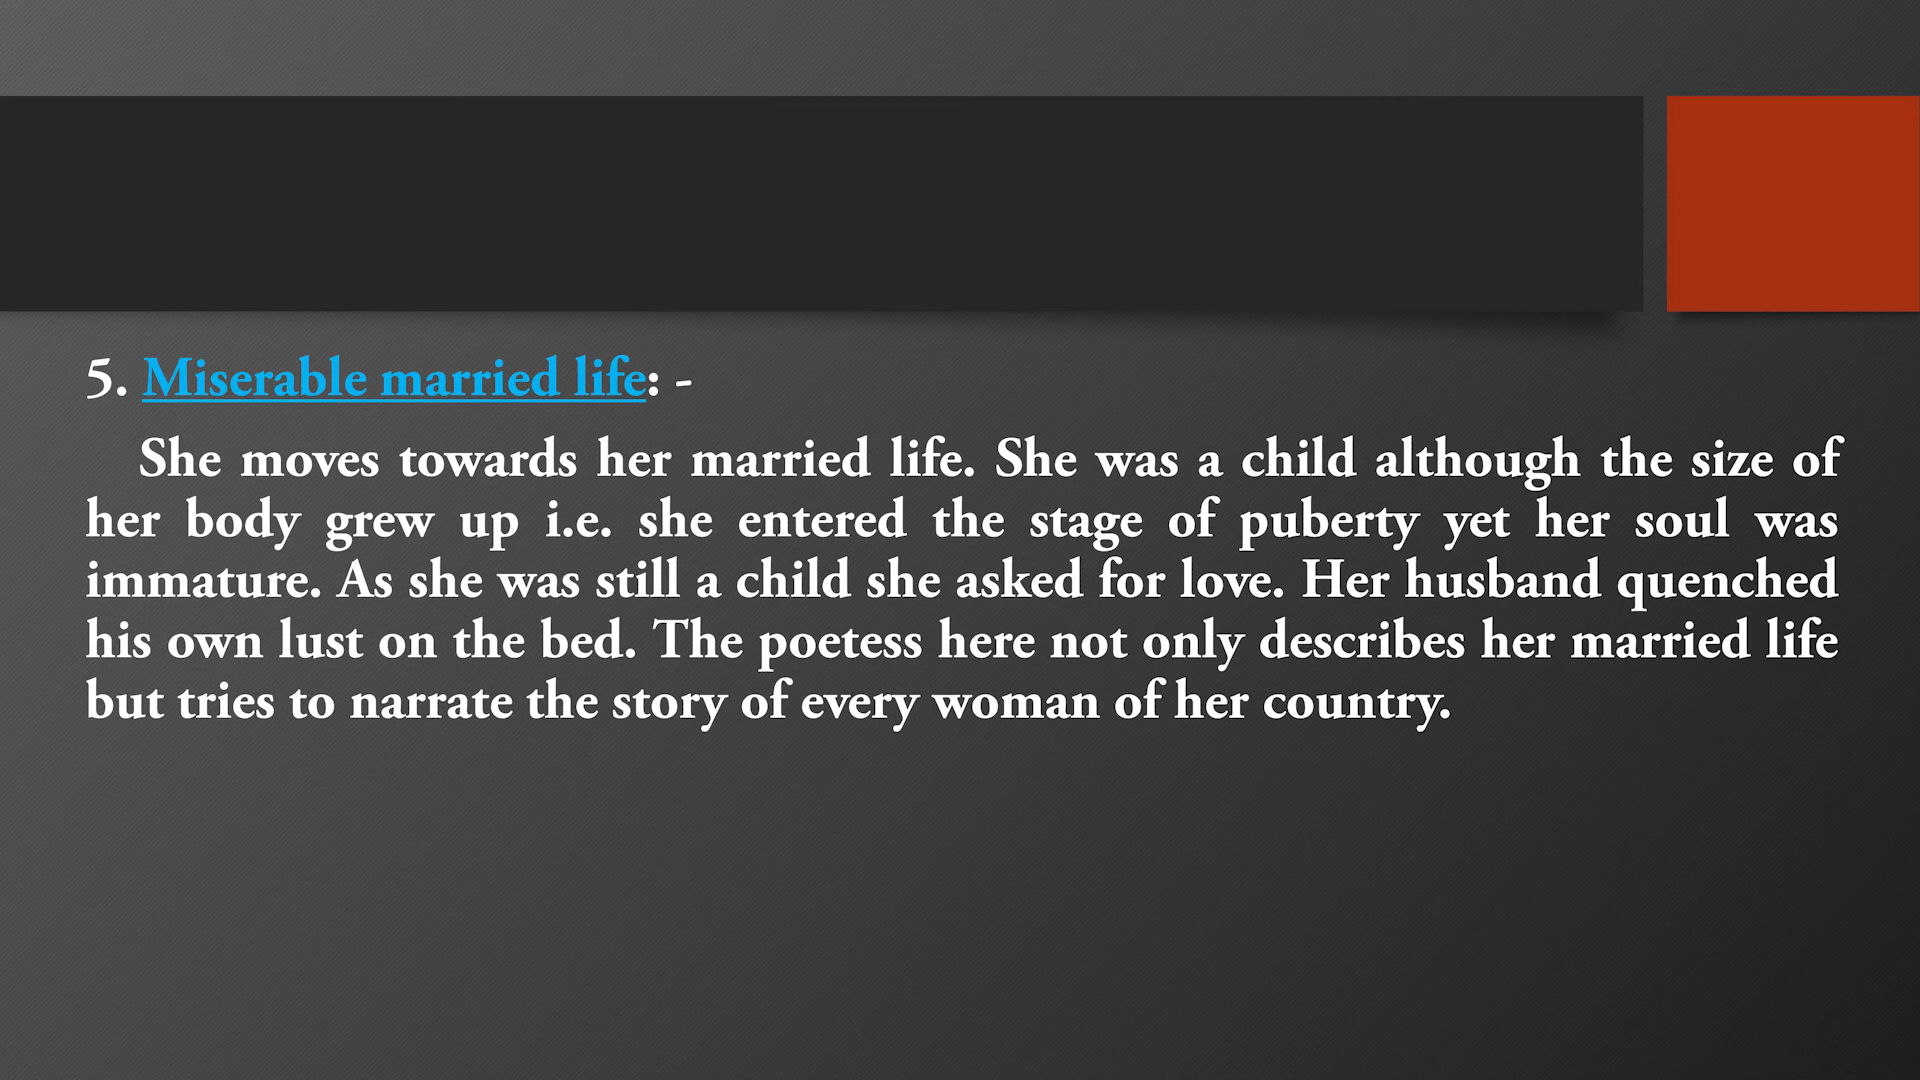 5. Miserable married life: -
She moves towards her married life. She was a child although the size of
her body grew up i.e. she entered the stage of puberty yet her soul was
immature. As she was still a child she asked for love. Her husband quenched
his own lust on the bed. The poetess here not only describes her married life
but tries to narrate the story of every woman of her country.